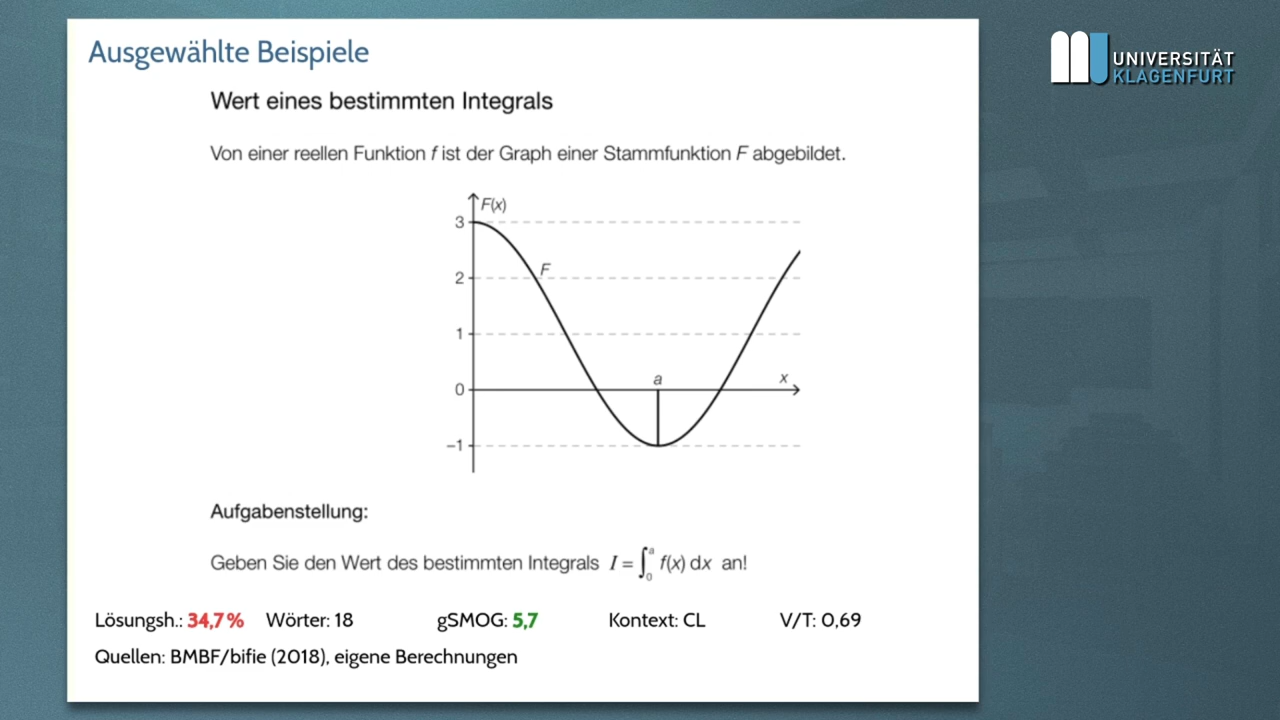 Ausgewählte Beispiele
UNIVERSITÄT
KLAGENFURT
Wert eines bestimmten Integrals
Von einer reellen Funktion f ist der Graph einer Stammfunktion F abgebildet.
F(x)
3
F
2
1
a
x
0
−1
Aufgabenstellung:
Geben Sie den Wert des bestimmten Integrals I = ∫₀ᵃ f(x) dx an!
Lösungsh.: 34,7 % Wörter: 18 gSMOG: 5,7 Kontext: CL V/T: 0,69
Quellen: BMBF/bifie (2018), eigene Berechnungen